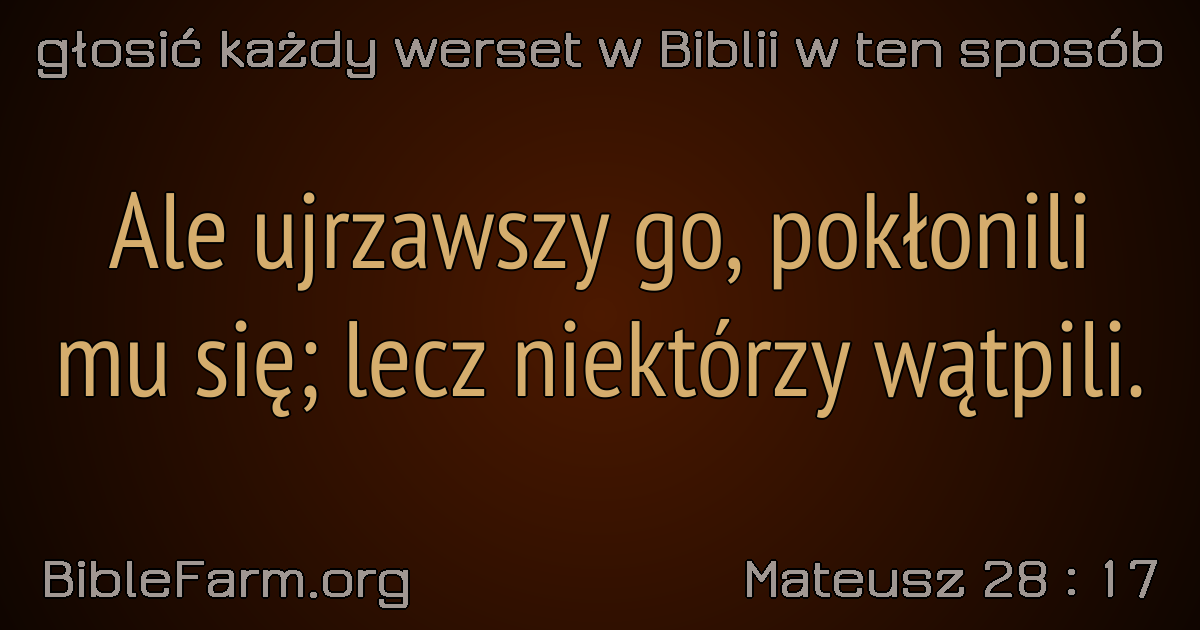 głosić każdy werset w Biblii w ten sposób
Ale ujrzawszy go, pokłonili
mu się; lecz niektórzy wątpili.
BibleFarm.org
Mateusz 28 : 17